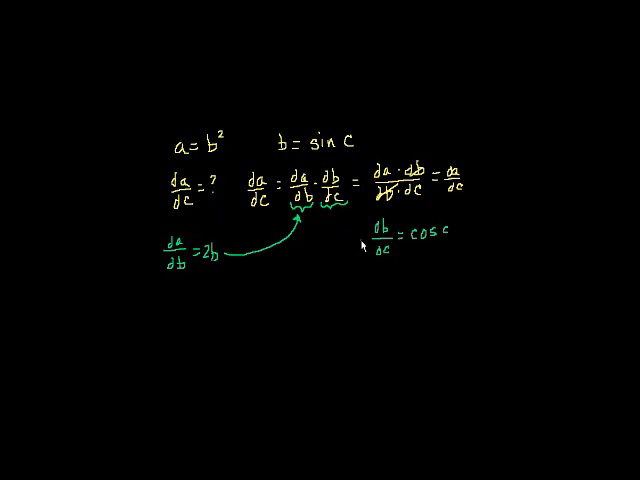 a = b² b = sin c
da/dc = ? da/dc = da/db · db/dc = da · db / db · dc = da/dc
da/db = 2b db/dc = cos c